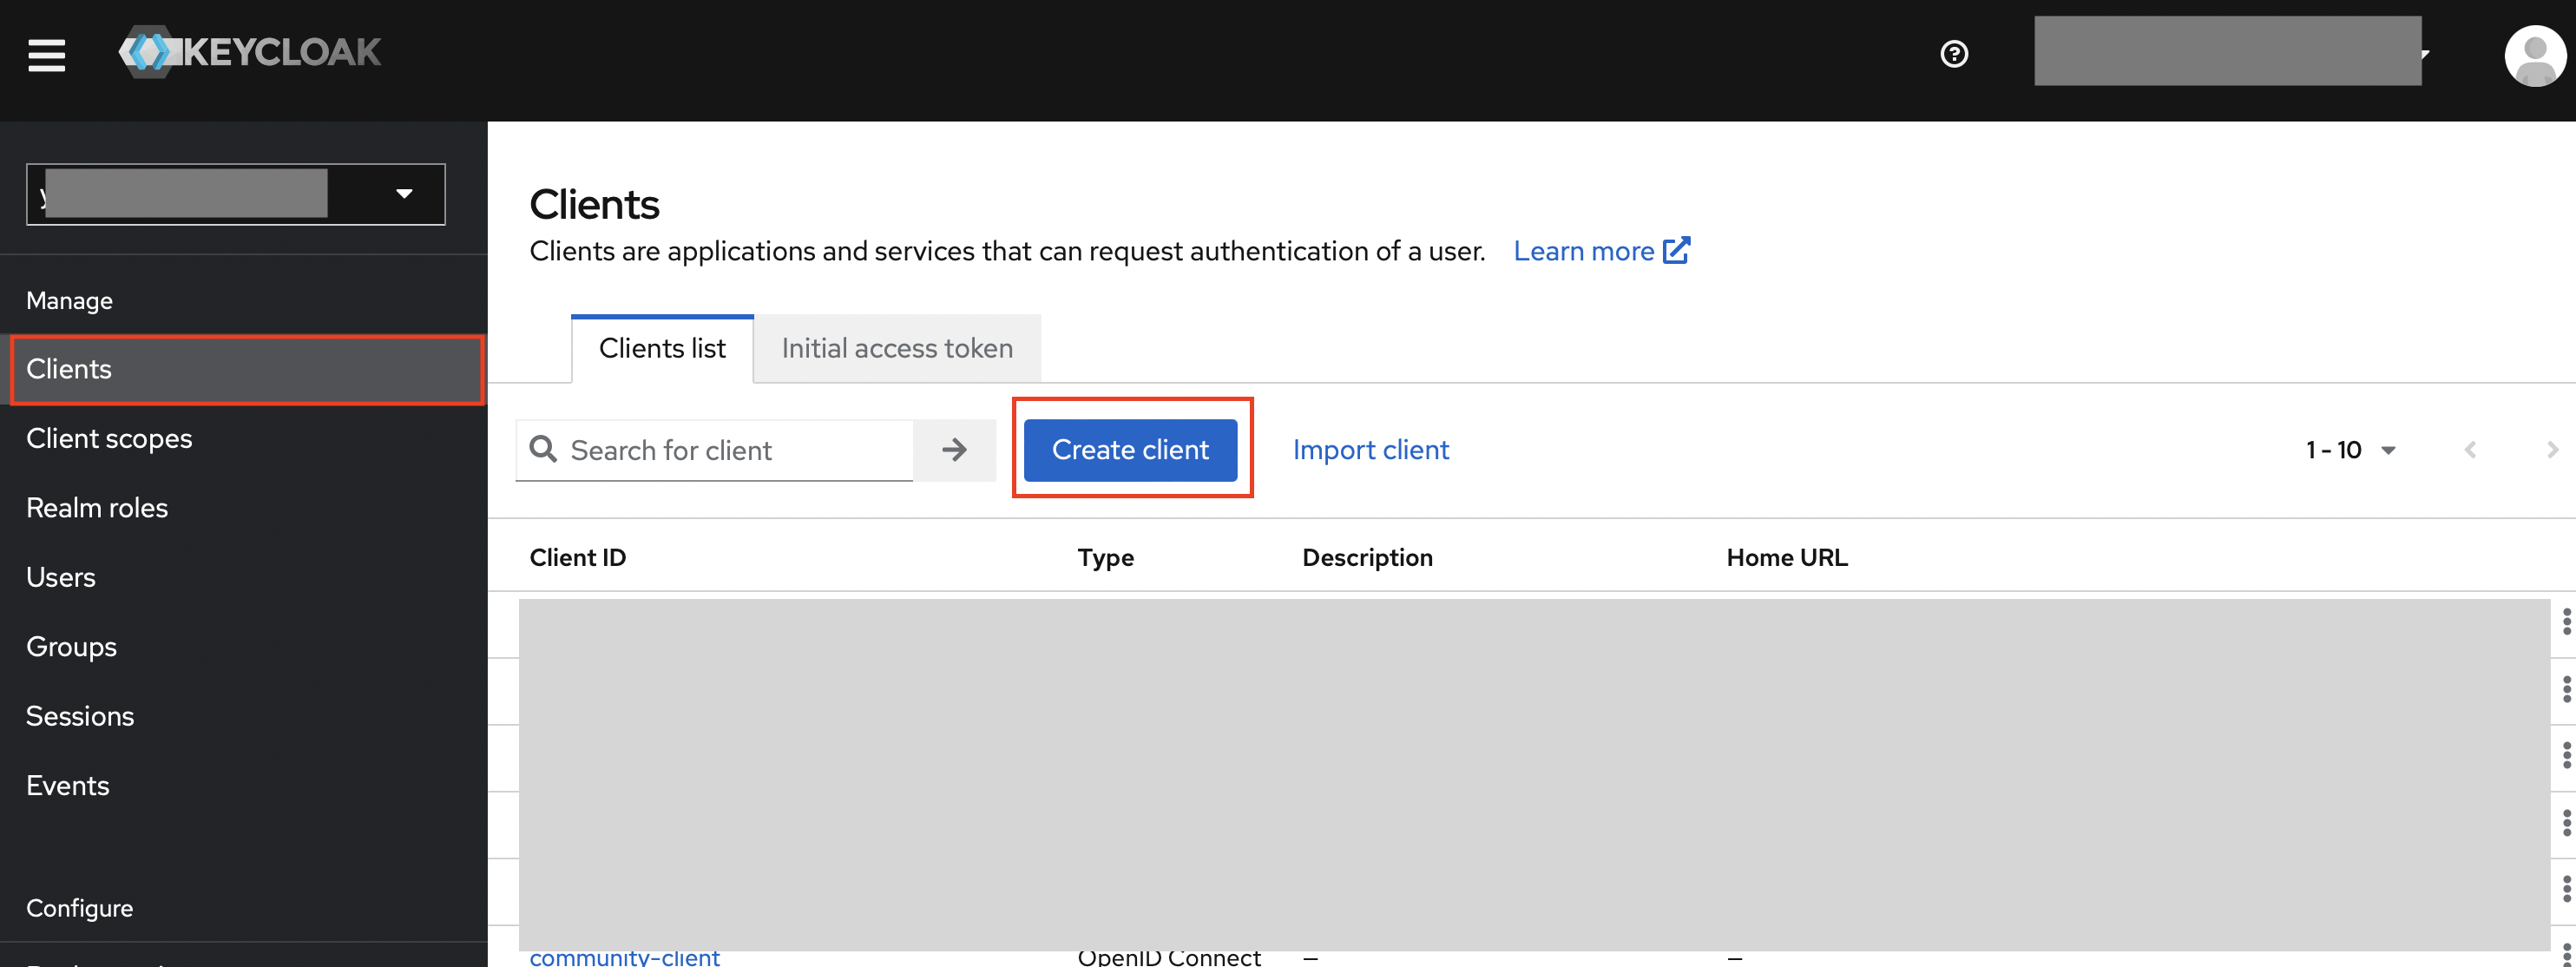 KEYCLOAK
Manage
Clients
Client scopes
Realm roles
Users
Groups
Sessions
Events
Configure
Clients
Clients are applications and services that can request authentication of a user. Learn more
Clients list Initial access token
Search for client Create client Import client 1 - 10
Client ID Type Description Home URL
community-client OpenID Connect — —